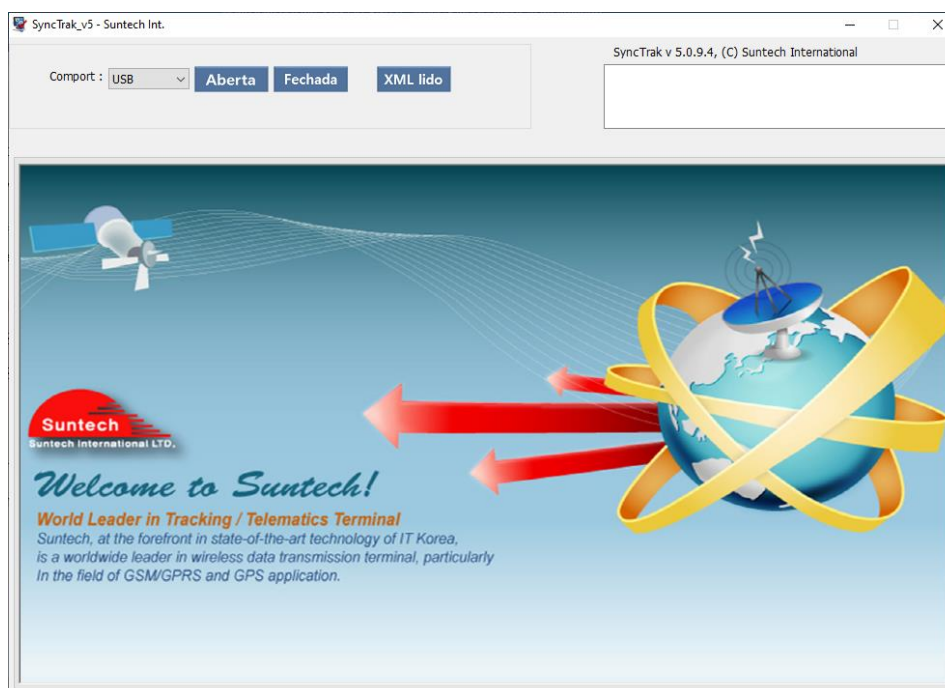 SyncTrak_v5 - Suntech Int.
SyncTrak v 5.0.9.4, (C) Suntech International
Comport : USB Aberta Fechada XML lido
Suntech
Suntech International LTD.
Welcome to Suntech!
World Leader in Tracking / Telematics Terminal
Suntech, at the forefront in state-of-the-art technology of IT Korea,
is a worldwide leader in wireless data transmission terminal, particularly
In the field of GSM/GPRS and GPS application.